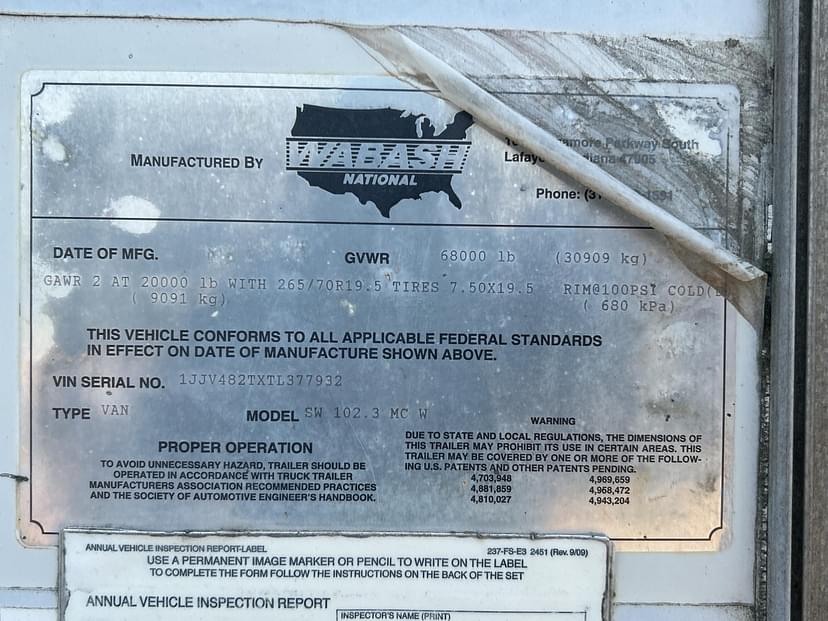 MANUFACTURED BY
WABASH
NATIONAL
Parkway South
Lafay diana 47905
Phone: (3
DATE OF MFG.
GVWR 68000 lb (30909 kg)
GAWR 2 AT 20000 lb WITH 265/70R19.5 TIRES 7.50X19.5 RIM@100PSI COLD(
( 9091 kg) ( 680 kPa)
THIS VEHICLE CONFORMS TO ALL APPLICABLE FEDERAL STANDARDS
IN EFFECT ON DATE OF MANUFACTURE SHOWN ABOVE.
VIN SERIAL NO. 1JJV482TXTL377932
TYPE VAN MODEL SW 102.3 MC W
PROPER OPERATION
TO AVOID UNNECESSARY HAZARD, TRAILER SHOULD BE
OPERATED IN ACCORDANCE WITH TRUCK TRAILER
MANUFACTURERS ASSOCIATION RECOMMENDED PRACTICES
AND THE SOCIETY OF AUTOMOTIVE ENGINEER'S HANDBOOK.
WARNING
DUE TO STATE AND LOCAL REGULATIONS, THE DIMENSIONS OF
THIS TRAILER MAY PROHIBIT ITS USE IN CERTAIN AREAS. THIS
TRAILER MAY BE COVERED BY ONE OR MORE OF THE FOLLOW-
ING U.S. PATENTS AND OTHER PATENTS PENDING.
4,703,948 4,969,659
4,881,859 4,958,472
4,810,027 4,943,204
ANNUAL VEHICLE INSPECTION REPORT-LABEL 237-FS-E3 2451 (Rev. 9/09)
USE A PERMANENT IMAGE MARKER OR PENCIL TO WRITE ON THE LABEL
TO COMPLETE THE FORM FOLLOW THE INSTRUCTIONS ON THE BACK OF THE SET
ANNUAL VEHICLE INSPECTION REPORT
INSPECTOR'S NAME (PRINT)